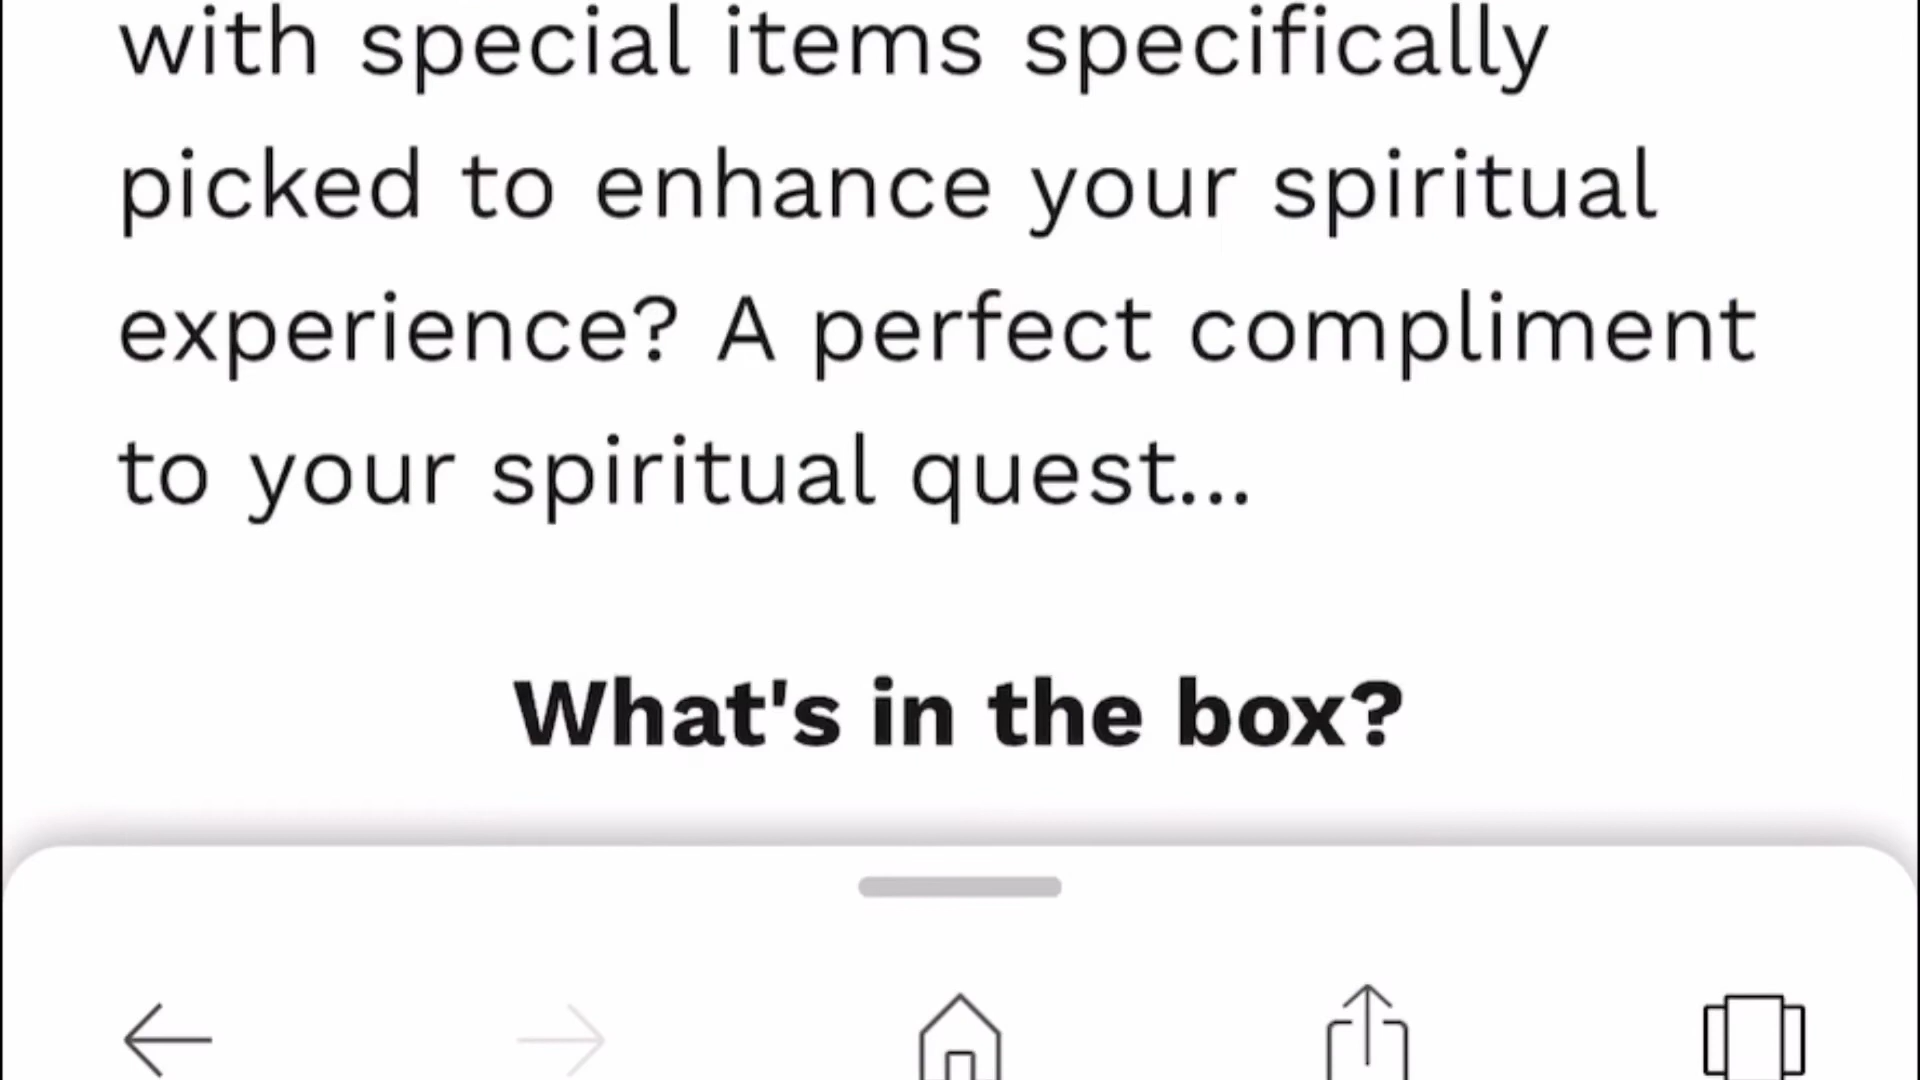 with special items specifically
picked to enhance your spiritual
experience? A perfect compliment
to your spiritual quest...
What's in the box?